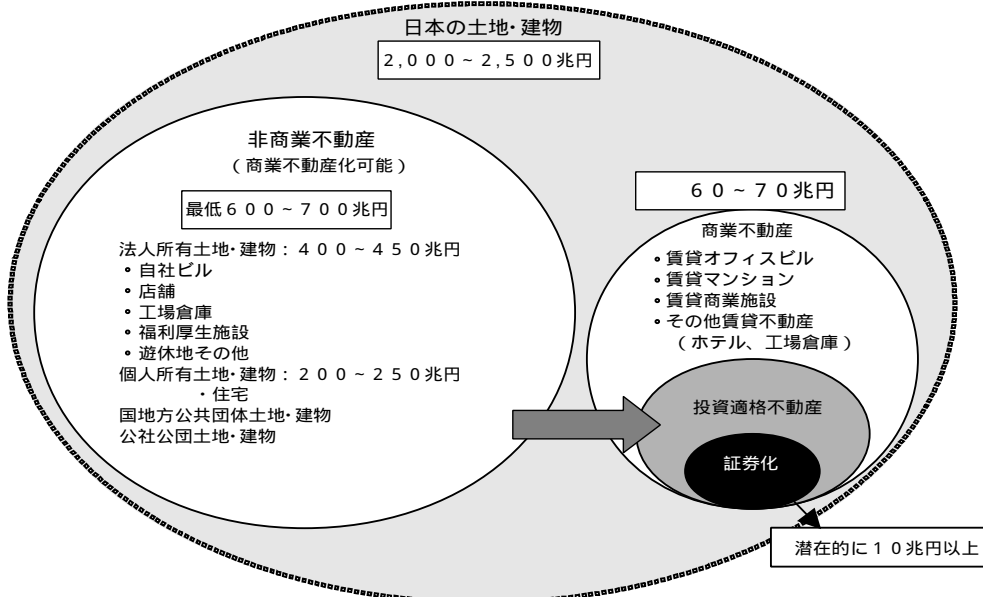 日本の土地・建物
2,000~2,500兆円
非商業不動産
(商業不動産化可能)
最低600~700兆円
法人所有土地・建物:400~450兆円
・自社ビル
・店舗
・工場倉庫
・福利厚生施設
・遊休地その他
個人所有土地・建物:200~250兆円
・住宅
国地方公共団体土地・建物
公社公団土地・建物
60~70兆円
商業不動産
・賃貸オフィスビル
・賃貸マンション
・賃貸商業施設
・その他賃貸不動産
(ホテル、工場倉庫)
投資適格不動産
証券化
潜在的に10兆円以上